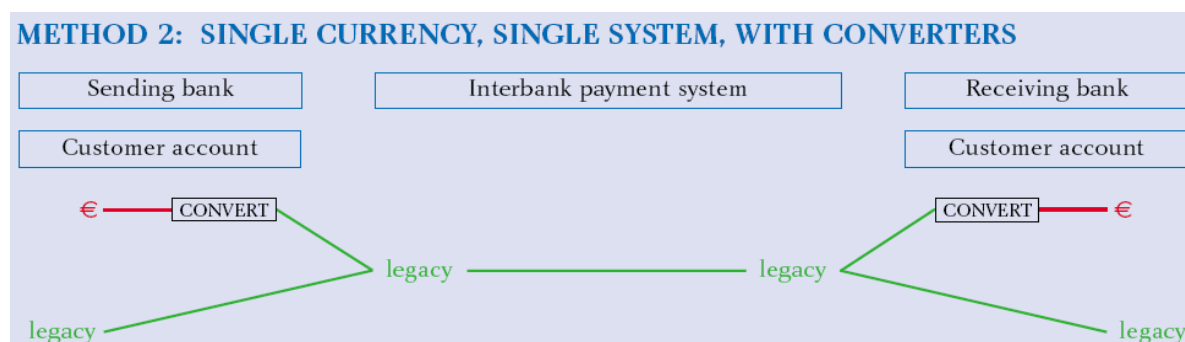 METHOD 2: SINGLE CURRENCY, SINGLE SYSTEM, WITH CONVERTERS
Sending bank Interbank payment system Receiving bank
Customer account Customer account
€ CONVERT CONVERT €
legacy legacy
legacy legacy